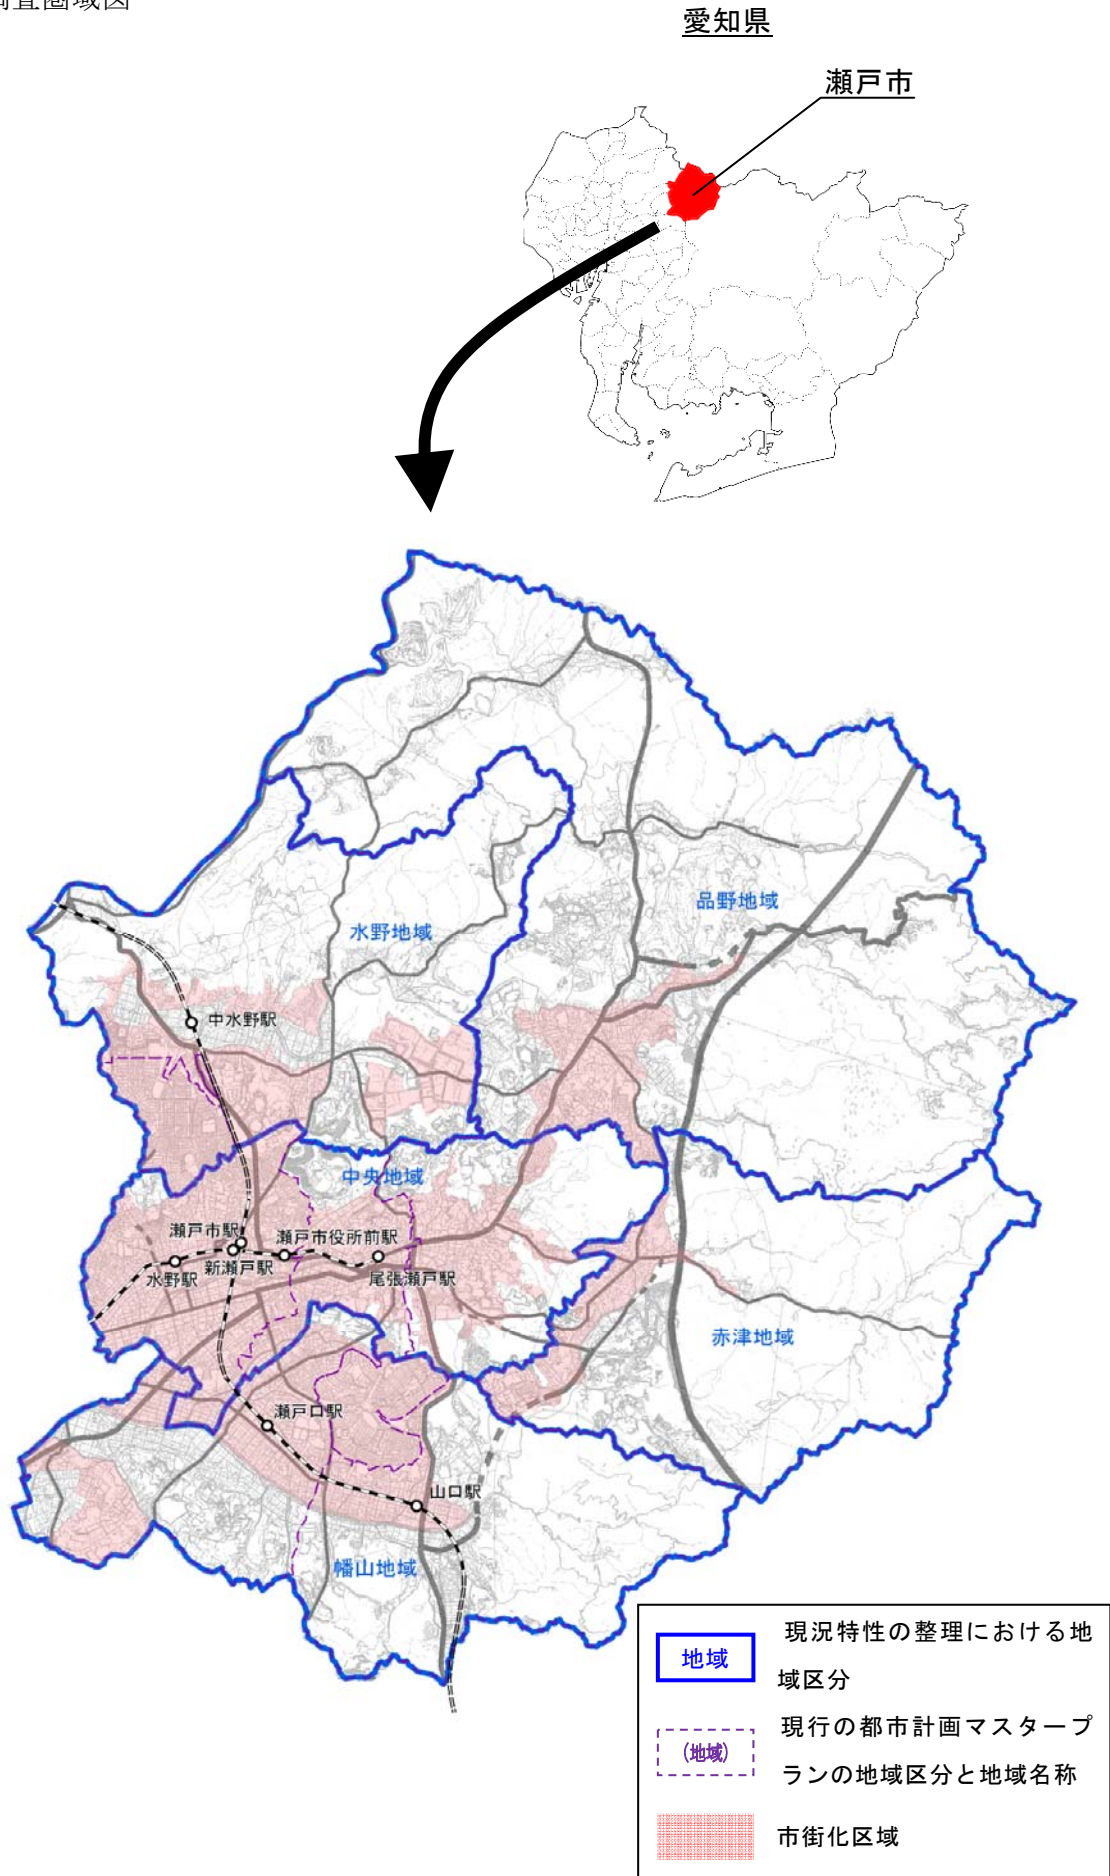 調査圏域図
愛知県
瀬戸市
品野地域
水野地域
中水野駅
中央地域
瀬戸市駅
瀬戸市役所前駅
新瀬戸駅
水野駅
尾張瀬戸駅
赤津地域
瀬戸口駅
山口駅
幡山地域
地域
現況特性の整理における地
域区分
(地域)
現行の都市計画マスタープ
ランの地域区分と地域名称
市街化区域